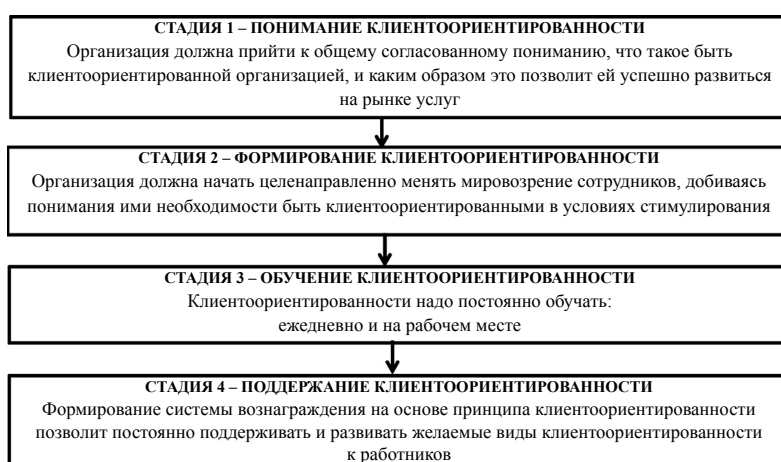 СТАДИЯ 1 – ПОНИМАНИЕ КЛИЕНТООРИЕНТИРОВАННОСТИ
Организация должна прийти к общему согласованному пониманию, что такое быть
клиентоориентированной организацией, и каким образом это позволит ей успешно развиться
на рынке услуг
СТАДИЯ 2 – ФОРМИРОВАНИЕ КЛИЕНТООРИЕНТИРОВАННОСТИ
Организация должна начать целенаправленно менять мировозрение сотрудников, добиваясь
понимания ими необходимости быть клиентоориентированными в условиях стимулирования
СТАДИЯ 3 – ОБУЧЕНИЕ КЛИЕНТООРИЕНТИРОВАННОСТИ
Клиентоориентированности надо постоянно обучать:
ежедневно и на рабочем месте
СТАДИЯ 4 – ПОДДЕРЖАНИЕ КЛИЕНТООРИЕНТИРОВАННОСТИ
Формирование системы вознаграждения на основе принципа клиентоориентированности
позволит постоянно поддерживать и развивать желаемые виды клиентоориентированности
к работников